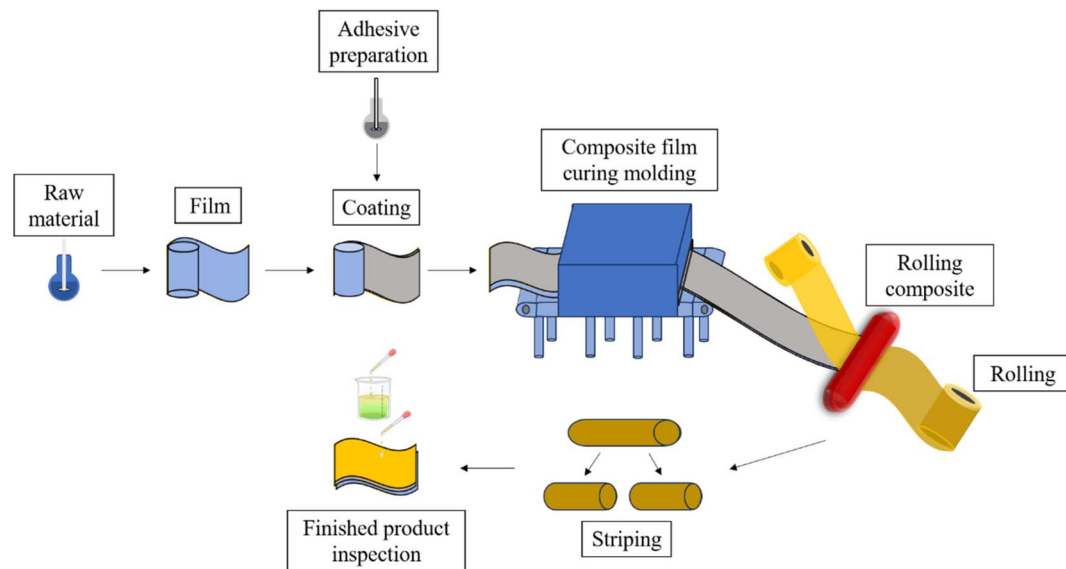 Adhesive
preparation
Raw
material
Film
Coating
Composite film
curing molding
Rolling
composite
Rolling
Striping
Finished product
inspection